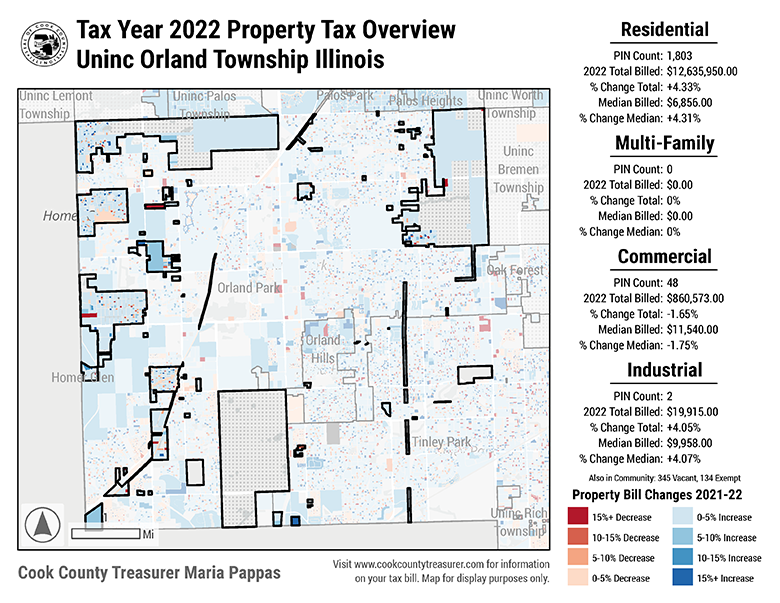 Tax Year 2022 Property Tax Overview
Uninc Orland Township Illinois
Uninc Lemont
Township
Uninc Palos
Township
Palos Park
Palos Heights
Uninc Worth
Township
Uninc
Bremen
Township
Home
Orland Park
Oak Forest
Orland
Hills
Homer Glen
Tinley Park
Uninc Rich
Township
Mi
Cook County Treasurer Maria Pappas
Visit www.cookcountytreasurer.com for information
on your tax bill. Map for display purposes only.
Residential
PIN Count: 1,803
2022 Total Billed: $12,635,950.00
% Change Total: +4.33%
Median Billed: $6,856.00
% Change Median: +4.31%
Multi-Family
PIN Count: 0
2022 Total Billed: $0.00
% Change Total: 0%
Median Billed: $0.00
% Change Median: 0%
Commercial
PIN Count: 48
2022 Total Billed: $860,573.00
% Change Total: -1.65%
Median Billed: $11,540.00
% Change Median: -1.75%
Industrial
PIN Count: 2
2022 Total Billed: $19,915.00
% Change Total: +4.05%
Median Billed: $9,958.00
% Change Median: +4.07%
Also in Community: 345 Vacant, 134 Exempt
Property Bill Changes 2021-22
15%+ Decrease
10-15% Decrease
5-10% Decrease
0-5% Decrease
0-5% Increase
5-10% Increase
10-15% Increase
15%+ Increase